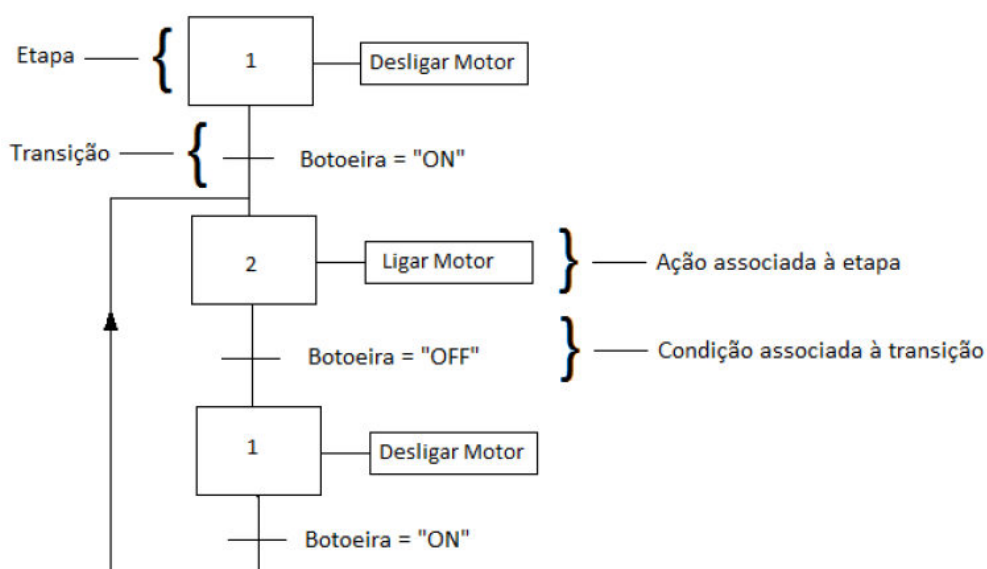 Etapa
1
Desligar Motor
Transição
Botoeira = "ON"
2
Ligar Motor
Ação associada à etapa
Botoeira = "OFF"
Condição associada à transição
1
Desligar Motor
Botoeira = "ON"